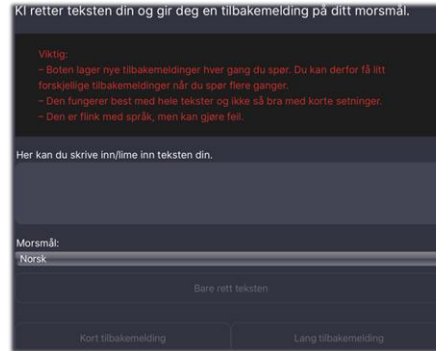 KI retter teksten din og gir deg en tilbakemelding på ditt morsmål.
Viktig:
– Boten lager nye tilbakemeldinger hver gang du spør. Du kan derfor få litt
forskjellige tilbakemeldinger når du spør flere ganger.
– Den fungerer best med hele tekster og ikke så bra med korte setninger.
– Den er flink med språk, men kan gjøre feil.
Her kan du skrive inn/lime inn teksten din.
Morsmål:
Norsk
Bare rett teksten
Kort tilbakemelding
Lang tilbakemelding